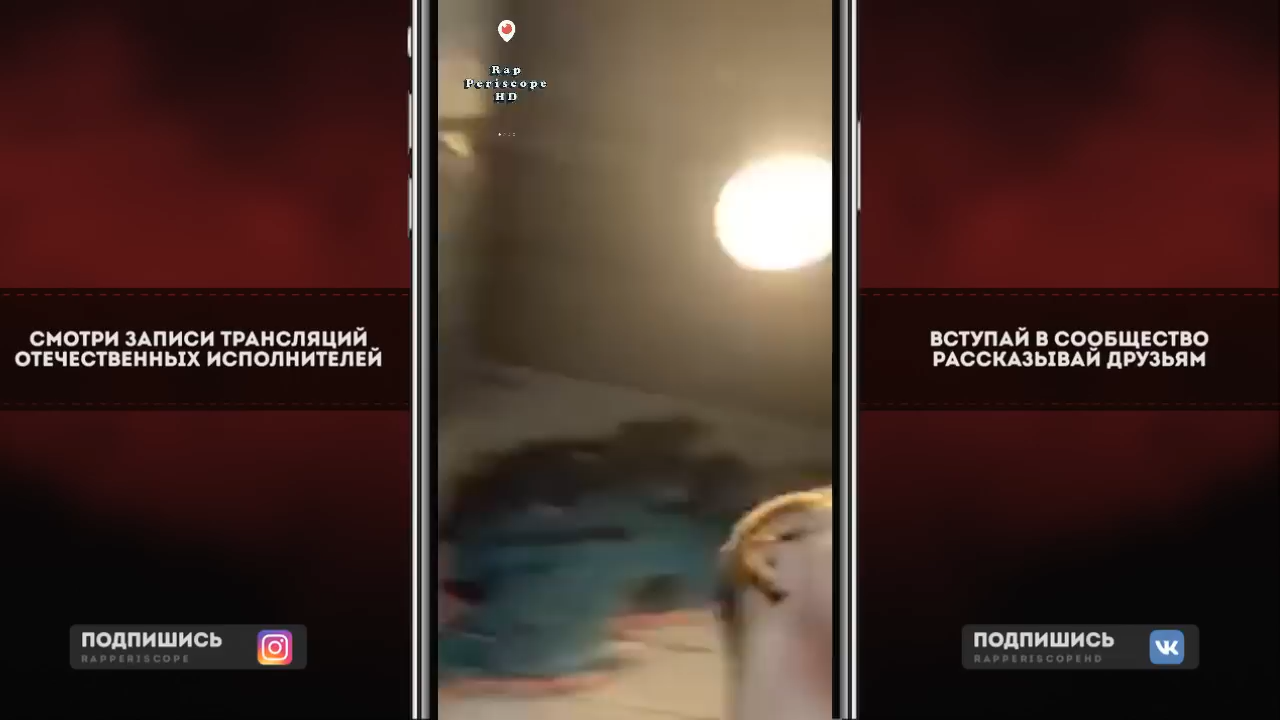 Rap
Periscope
HD
СМОТРИ ЗАПИСИ ТРАНСЛЯЦИЙ
ОТЕЧЕСТВЕННЫХ ИСПОЛНИТЕЛЕЙ
ВСТУПАЙ В СООБЩЕСТВО
РАССКАЗЫВАЙ ДРУЗЬЯМ
ПОДПИШИСЬ
RAPPERISCOPE
ПОДПИШИСЬ
RAPPERISCOPEHD